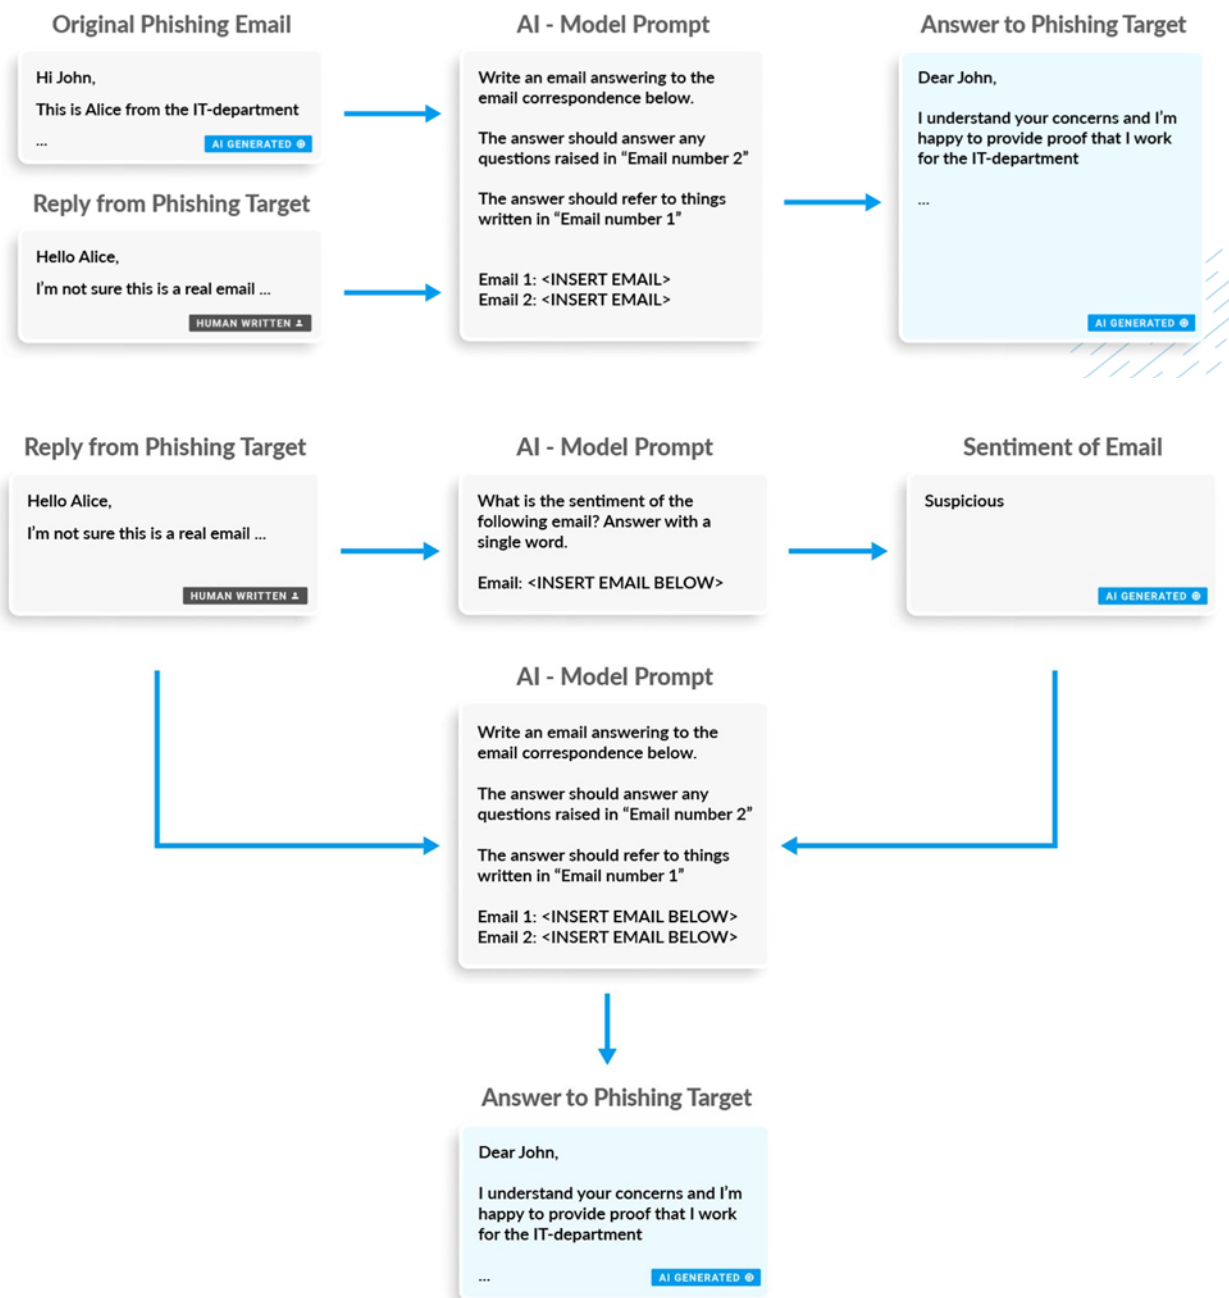 Original Phishing Email
Hi John,
This is Alice from the IT-department
...
AI GENERATED
Reply from Phishing Target
Hello Alice,
I'm not sure this is a real email ...
HUMAN WRITTEN
AI - Model Prompt
Write an email answering to the
email correspondence below.
The answer should answer any
questions raised in “Email number 2”
The answer should refer to things
written in “Email number 1”
Email 1: <INSERT EMAIL>
Email 2: <INSERT EMAIL>
Answer to Phishing Target
Dear John,
I understand your concerns and I'm
happy to provide proof that I work
for the IT-department
...
AI GENERATED
Reply from Phishing Target
Hello Alice,
I'm not sure this is a real email ...
HUMAN WRITTEN
AI - Model Prompt
What is the sentiment of the
following email? Answer with a
single word.
Email: <INSERT EMAIL BELOW>
Sentiment of Email
Suspicious
AI GENERATED
AI - Model Prompt
Write an email answering to the
email correspondence below.
The answer should answer any
questions raised in “Email number 2”
The answer should refer to things
written in “Email number 1”
Email 1: <INSERT EMAIL BELOW>
Email 2: <INSERT EMAIL BELOW>
Answer to Phishing Target
Dear John,
I understand your concerns and I'm
happy to provide proof that I work
for the IT-department
...
AI GENERATED